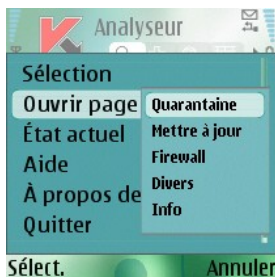 Analyseur
Sélection
Ouvrir page
Quarantaine
Mettre à jour
Firewall
Divers
Info
État actuel
Aide
À propos de
Quitter
Sélect.
Annuler